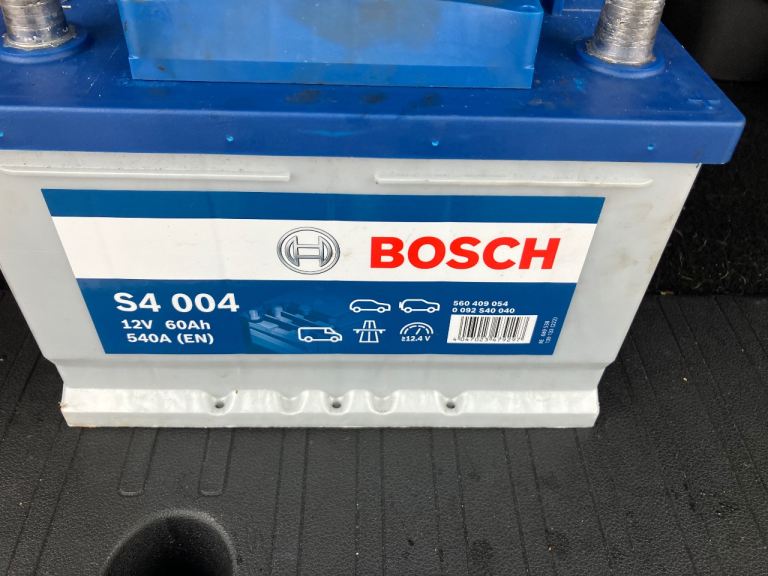 BOSCH
S4 004
12V 60Ah
540A (EN)
560 409 054
0 092 S40 040
≥12.4 V